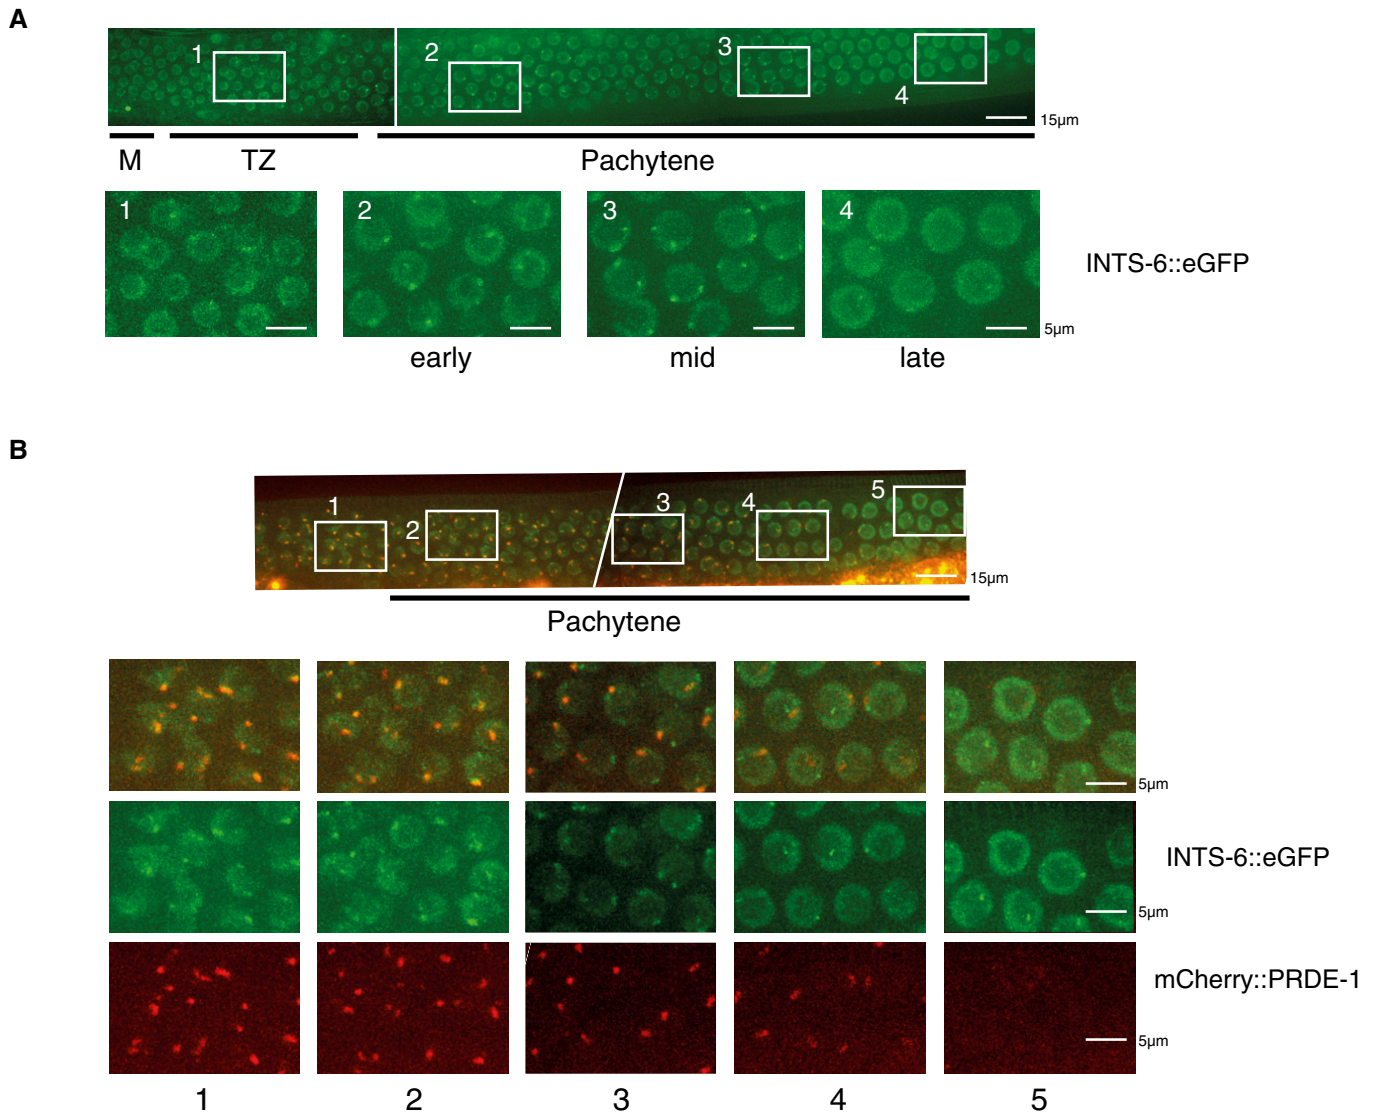 A
1
2
3
4
15µm
M
TZ
Pachytene
1
2
3
4
INTS-6::eGFP
5µm
early
mid
late
B
1
2
3
4
5
15µm
Pachytene
5µm
INTS-6::eGFP
5µm
mCherry::PRDE-1
5µm
1
2
3
4
5